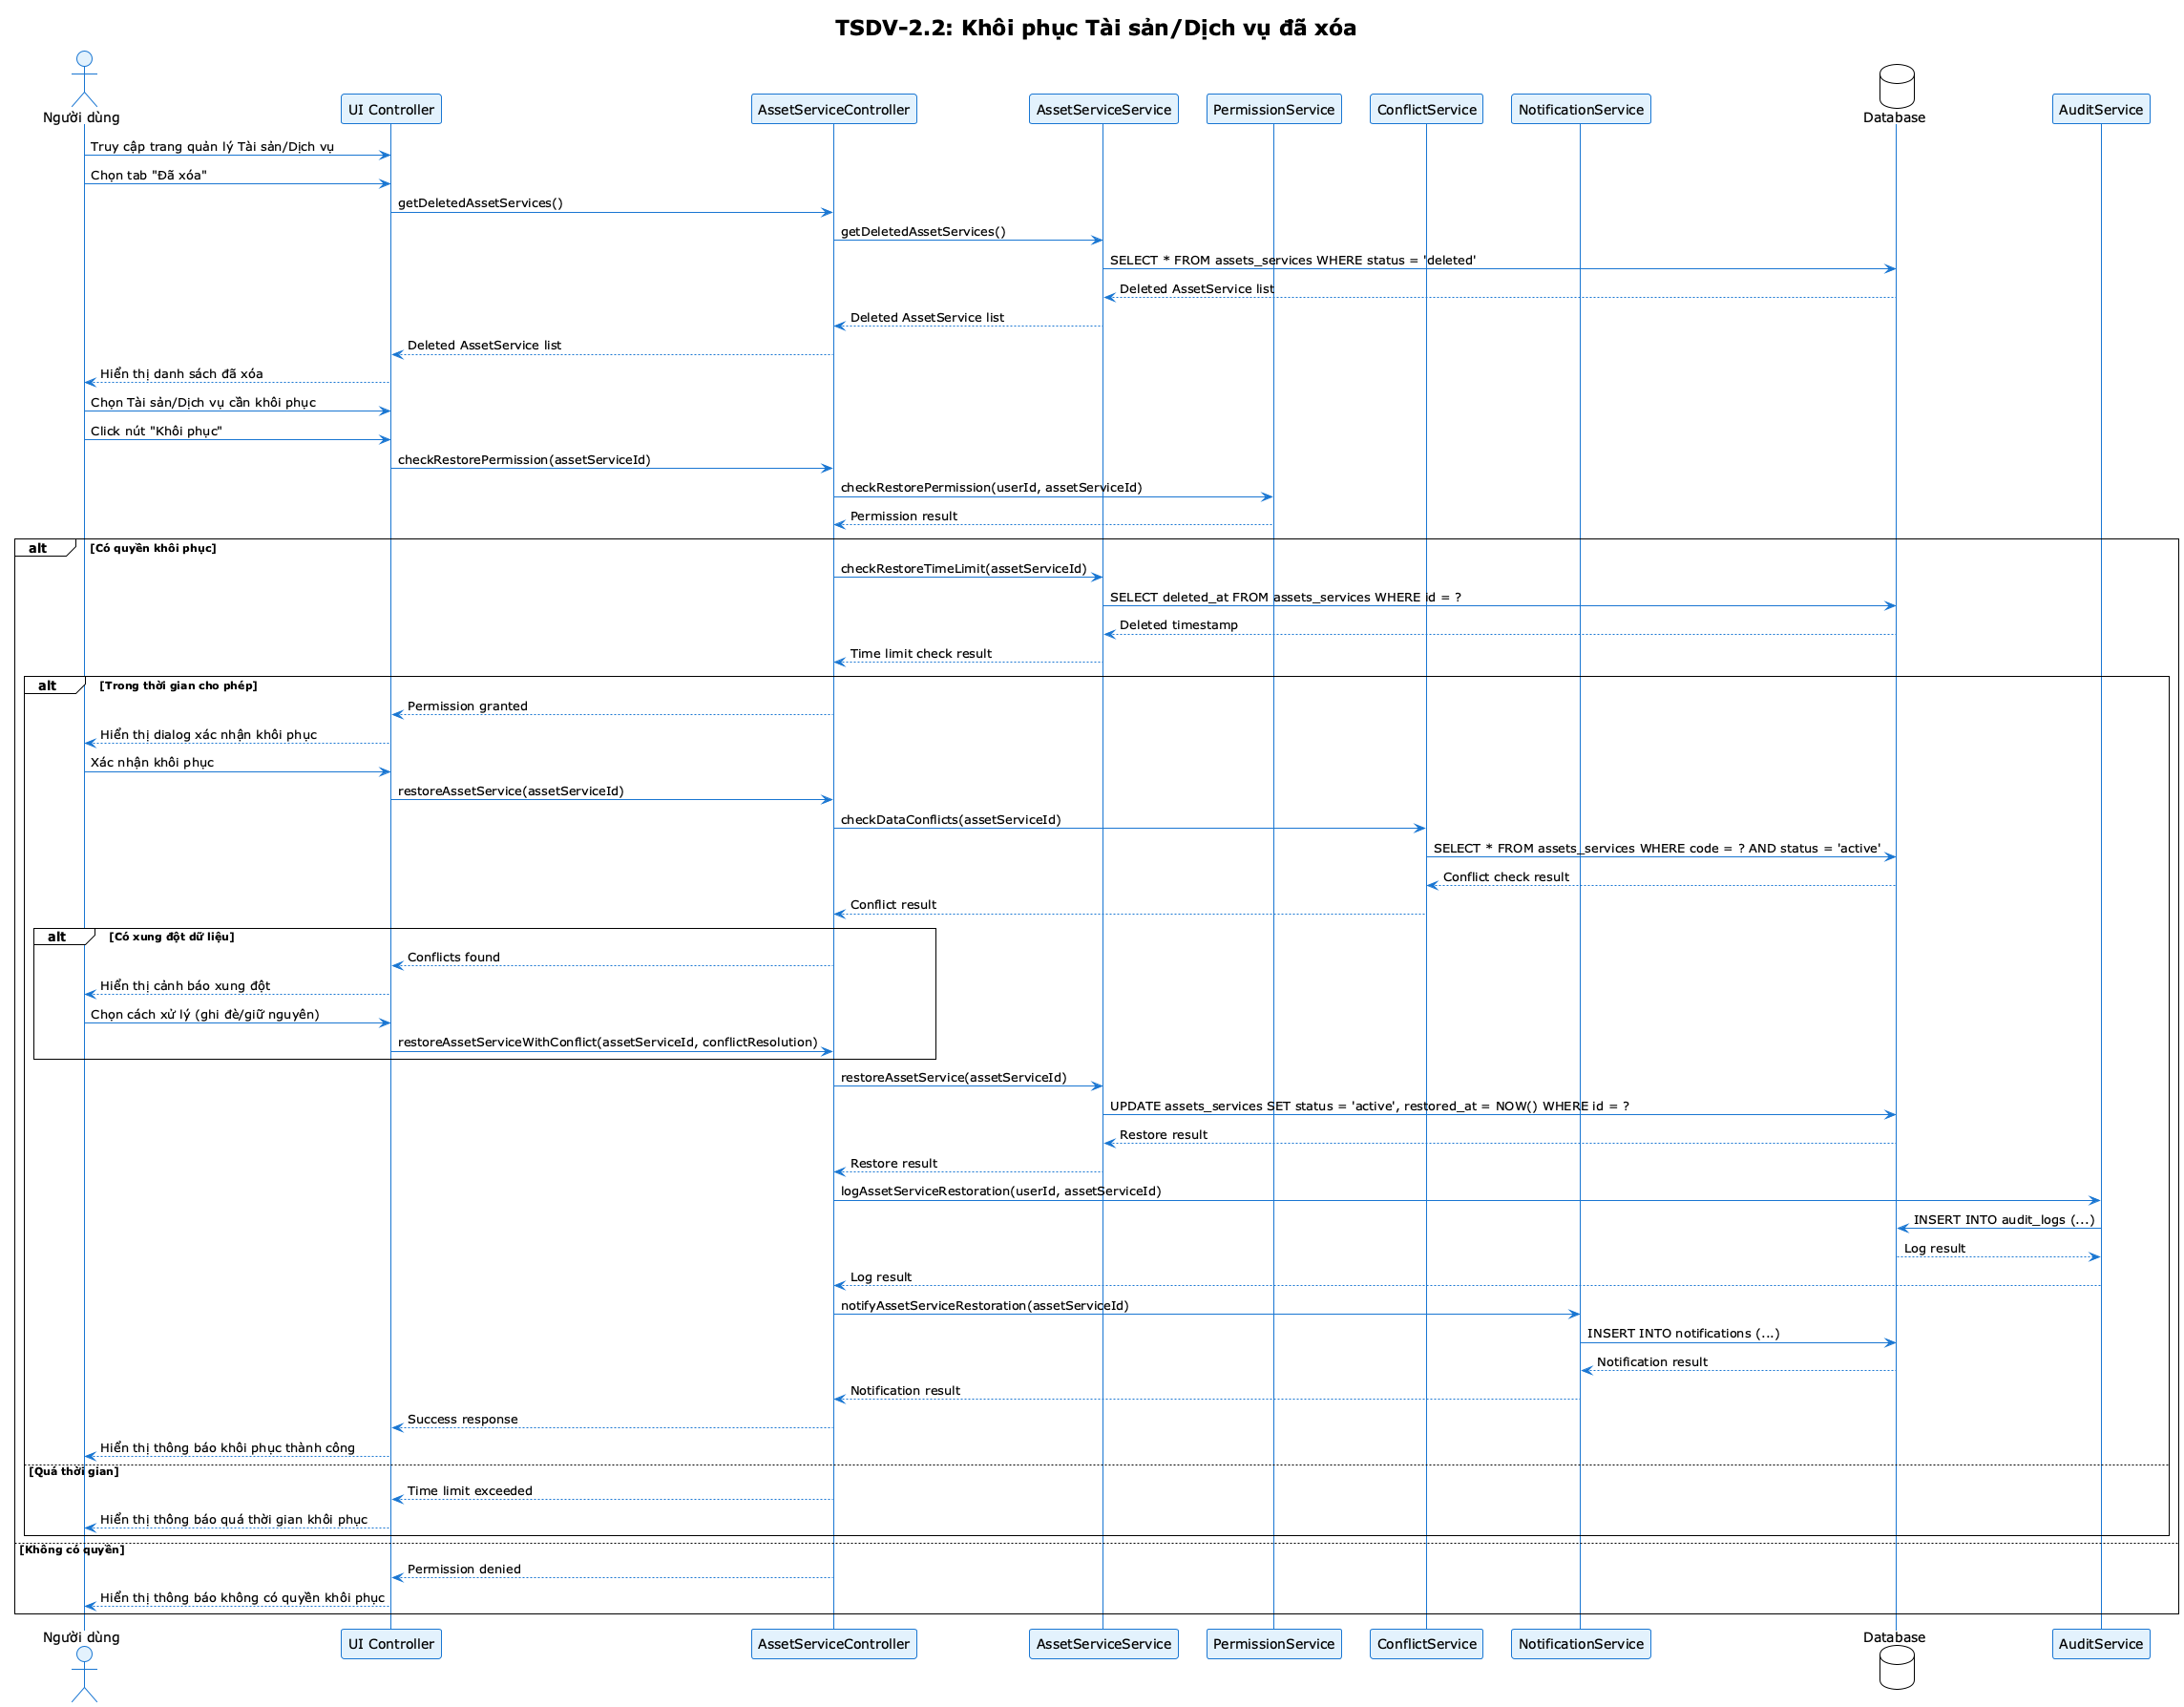 TSDV-2.2: Khôi phục Tài sản/Dịch vụ đã xóa
Người dùng
UI Controller
AssetServiceController
AssetServiceService
PermissionService
ConflictService
NotificationService
Database
AuditService
Truy cập trang quản lý Tài sản/Dịch vụ
Chọn tab "Đã xóa"
getDeletedAssetServices()
getDeletedAssetServices()
SELECT * FROM assets_services WHERE status = 'deleted'
Deleted AssetService list
Deleted AssetService list
Deleted AssetService list
Hiển thị danh sách đã xóa
Chọn Tài sản/Dịch vụ cần khôi phục
Click nút "Khôi phục"
checkRestorePermission(assetServiceId)
checkRestorePermission(userId, assetServiceId)
Permission result
alt [Có quyền khôi phục]
checkRestoreTimeLimit(assetServiceId)
SELECT deleted_at FROM assets_services WHERE id = ?
Deleted timestamp
Time limit check result
alt [Trong thời gian cho phép]
Permission granted
Hiển thị dialog xác nhận khôi phục
Xác nhận khôi phục
restoreAssetService(assetServiceId)
checkDataConflicts(assetServiceId)
SELECT * FROM assets_services WHERE code = ? AND status = 'active'
Conflict check result
Conflict result
alt [Có xung đột dữ liệu]
Conflicts found
Hiển thị cảnh báo xung đột
Chọn cách xử lý (ghi đè/giữ nguyên)
restoreAssetServiceWithConflict(assetServiceId, conflictResolution)
restoreAssetService(assetServiceId)
UPDATE assets_services SET status = 'active', restored_at = NOW() WHERE id = ?
Restore result
Restore result
logAssetServiceRestoration(userId, assetServiceId)
INSERT INTO audit_logs (...)
Log result
Log result
notifyAssetServiceRestoration(assetServiceId)
INSERT INTO notifications (...)
Notification result
Notification result
Success response
Hiển thị thông báo khôi phục thành công
[Quá thời gian]
Time limit exceeded
Hiển thị thông báo quá thời gian khôi phục
[Không có quyền]
Permission denied
Hiển thị thông báo không có quyền khôi phục
Người dùng
UI Controller
AssetServiceController
AssetServiceService
PermissionService
ConflictService
NotificationService
Database
AuditService